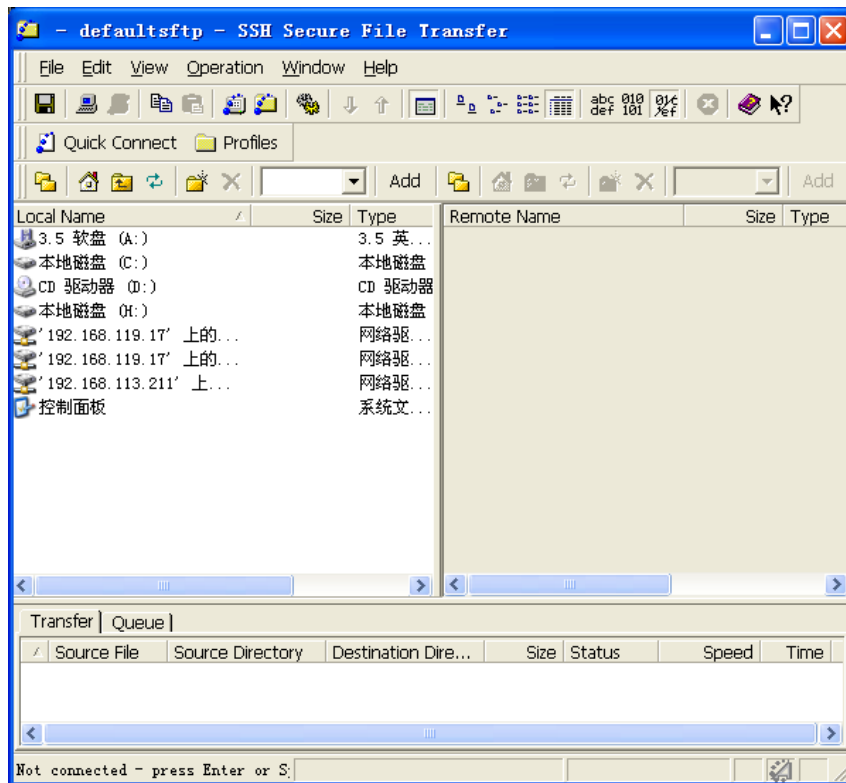 - defaultsftp - SSH Secure File Transfer
File Edit View Operation Window Help
abc def 010 101
Quick Connect Profiles
Add Add
Local Name Size Type Remote Name Size Type
3.5 软盘 (A:) 3.5 英...
本地磁盘 (C:) 本地磁盘
CD 驱动器 (D:) CD 驱动器
本地磁盘 (H:) 本地磁盘
'192.168.119.17' 上的... 网络驱...
'192.168.119.17' 上的... 网络驱...
'192.168.113.211' 上... 网络驱...
控制面板 系统文...
Transfer Queue
Source File Source Directory Destination Dire... Size Status Speed Time
Not connected - press Enter or S